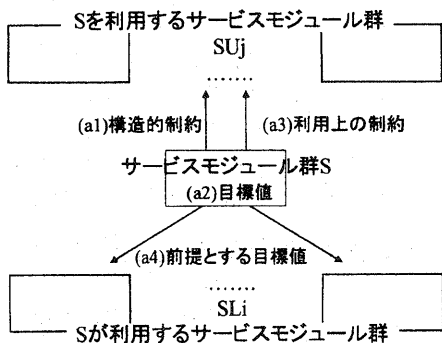 Sを利用するサービスモジュール群
SUj
.......
(a1)構造的制約
(a3)利用上の制約
サービスモジュール群S
(a2)目標値
(a4)前提とする目標値
.......
SLi
Sが利用するサービスモジュール群